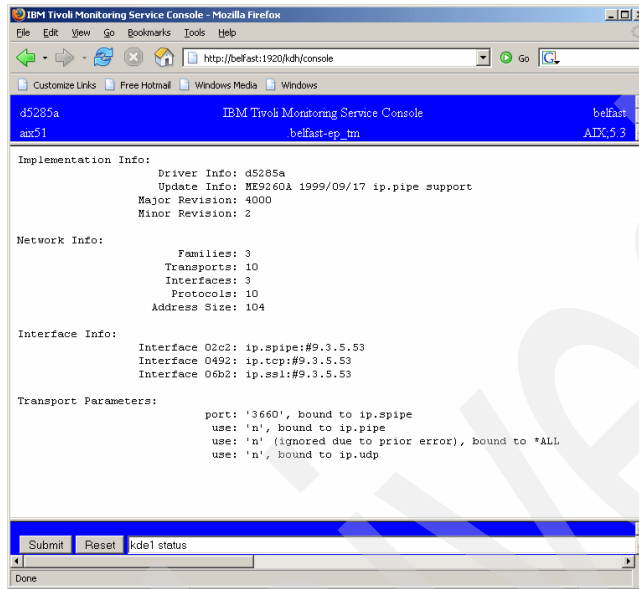 IBM Tivoli Monitoring Service Console - Mozilla Firefox
File Edit View Go Bookmarks Tools Help
http://belfast:1920/kdh/console Go G
Customize Links Free Hotmail Windows Media Windows
d5285a IBM Tivoli Monitoring Service Console belfast
aix51 .belfast-ep_tm AIX;5.3
Implementation Info:
Driver Info: d5285a
Update Info: ME9260A 1999/09/17 ip.pipe support
Major Revision: 4000
Minor Revision: 2
Network Info:
Families: 3
Transports: 10
Interfaces: 3
Protocols: 10
Address Size: 104
Interface Info:
Interface 02c2: ip.spipe:#9.3.5.53
Interface 0492: ip.tcp:#9.3.5.53
Interface 06b2: ip.ssl:#9.3.5.53
Transport Parameters:
port: '3660', bound to ip.spipe
use: 'n', bound to ip.pipe
use: 'n' (ignored due to prior error), bound to *ALL
use: 'n', bound to ip.udp
Submit Reset kde1 status
Done